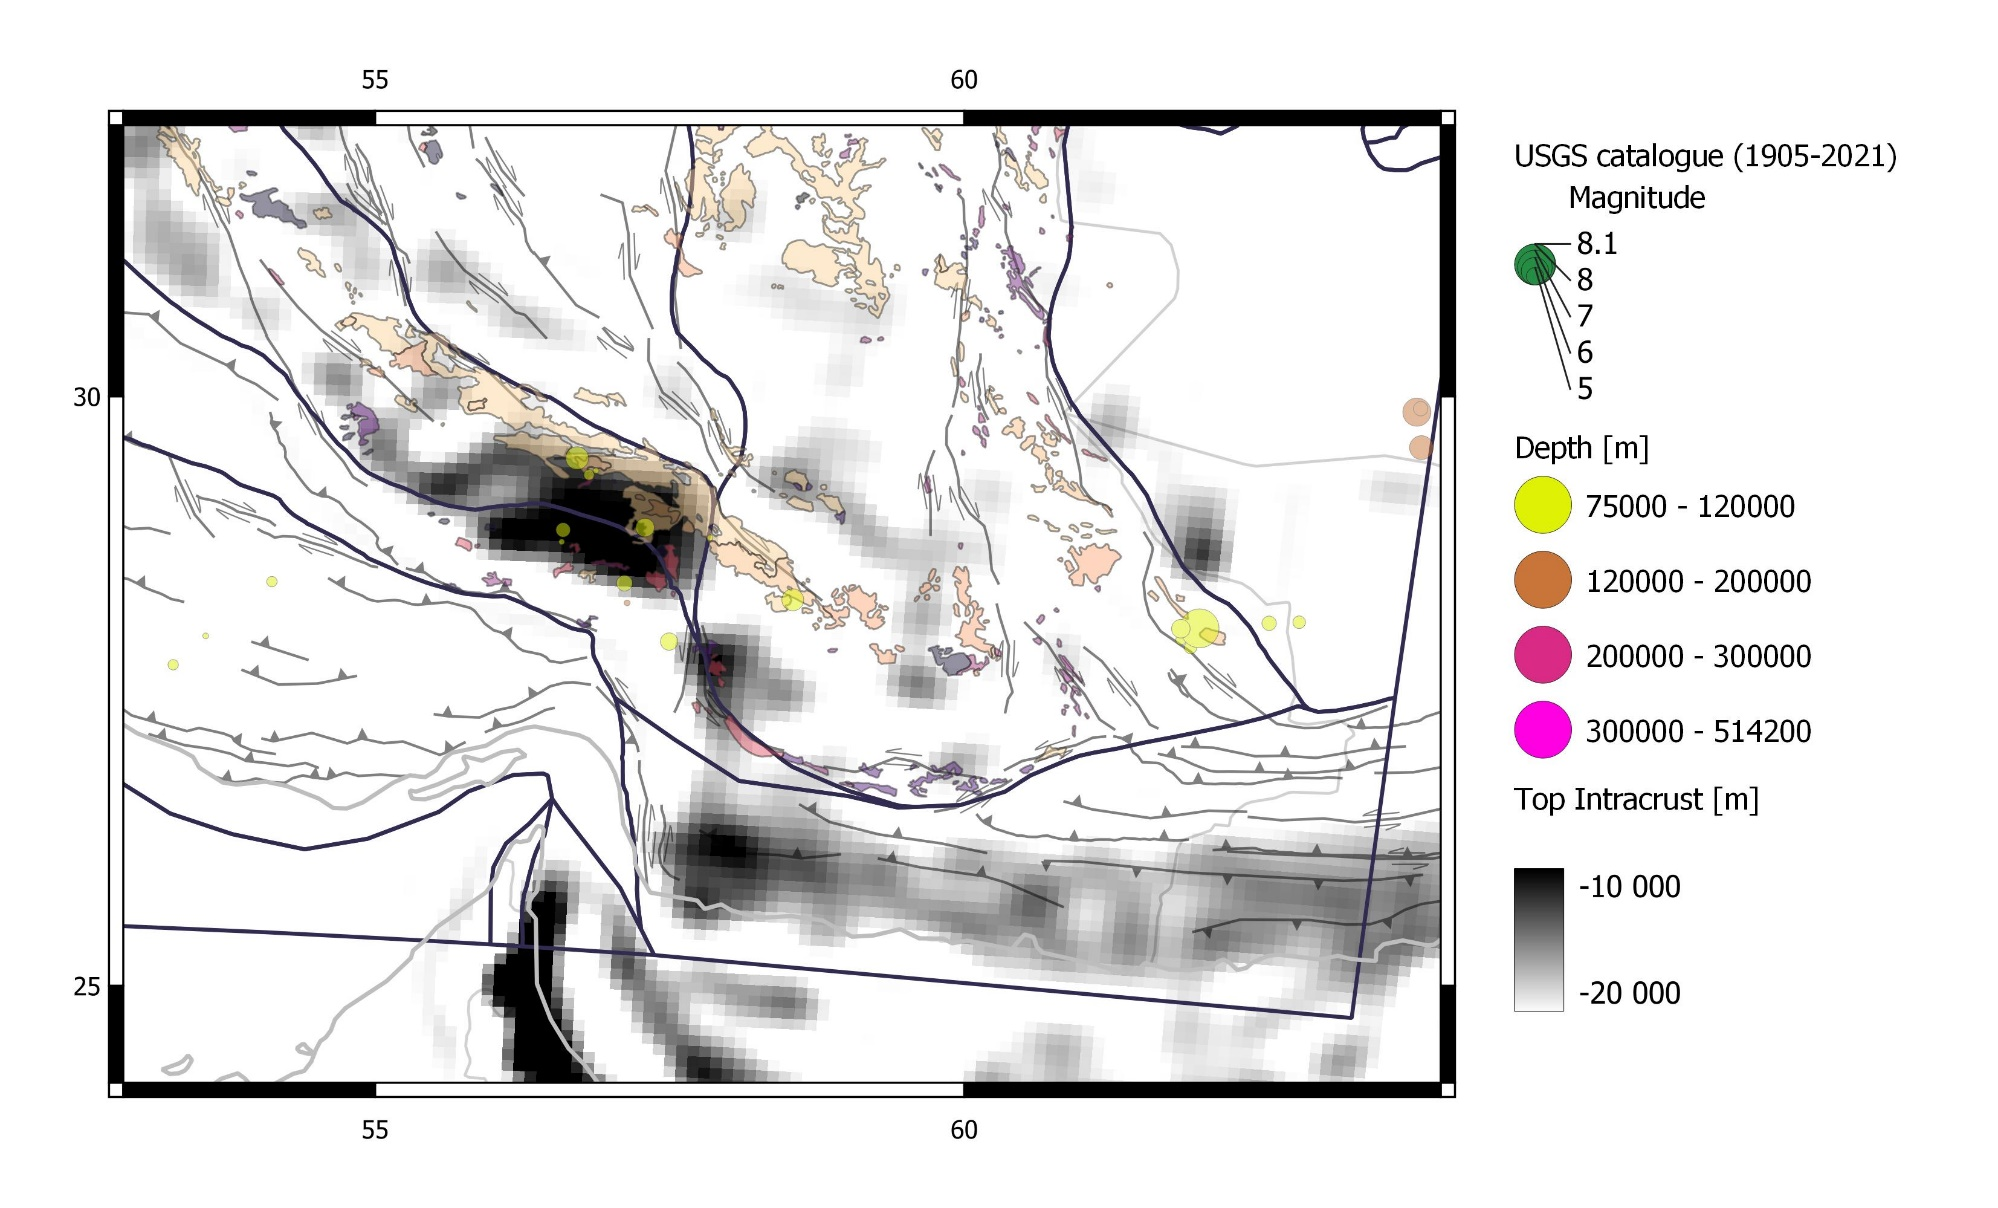 55 60
30
25
55 60
USGS catalogue (1905-2021)
Magnitude
8.1
8
7
6
5
Depth [m]
75000 - 120000
120000 - 200000
200000 - 300000
300000 - 514200
Top Intracrust [m]
-10 000
-20 000